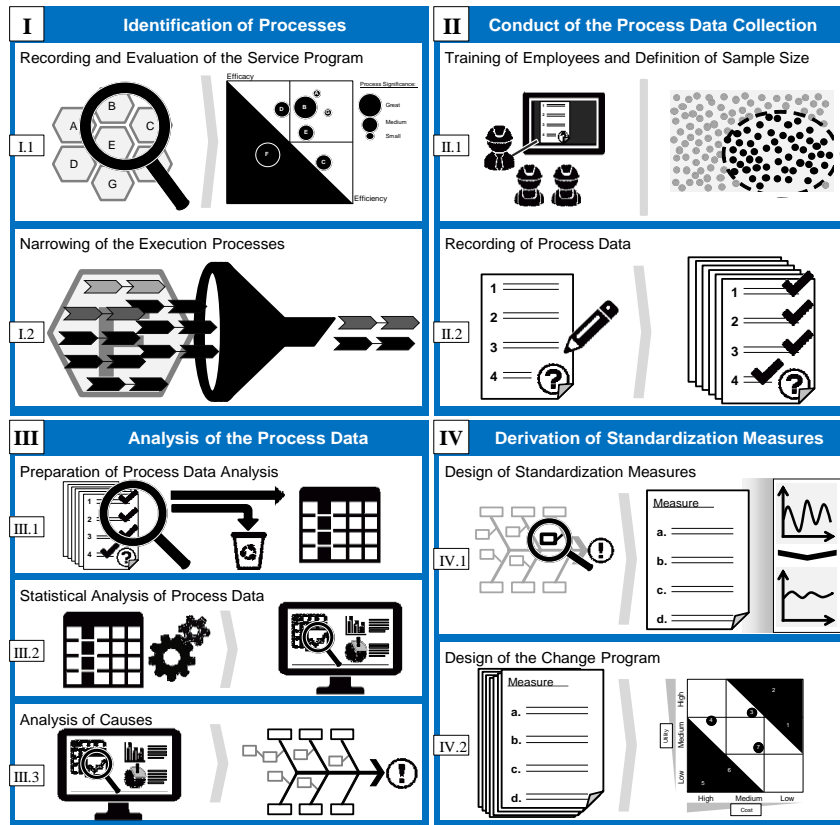 I
Identification of Processes
Recording and Evaluation of the Service Program
I.1
A
B
C
D
E
G
Efficacy
Process Significance:
Great
Medium
Small
A
B
D
G
E
F
C
Efficiency
Narrowing of the Execution Processes
I.2
II
Conduct of the Process Data Collection
Training of Employees and Definition of Sample Size
II.1
1
2
3
4
Recording of Process Data
II.2
1
2
3
4
?
1
2
3
4
?
III
Analysis of the Process Data
Preparation of Process Data Analysis
III.1
1
2
3
4
?
Statistical Analysis of Process Data
III.2
Analysis of Causes
III.3
!
IV
Derivation of Standardization Measures
Design of Standardization Measures
IV.1
!
Measure
a.
b.
c.
d.
Design of the Change Program
IV.2
Measure
a.
b.
c.
d.
Utility
High
Medium
Low
2
3
4
1
7
6
5
High Medium Low
Cost